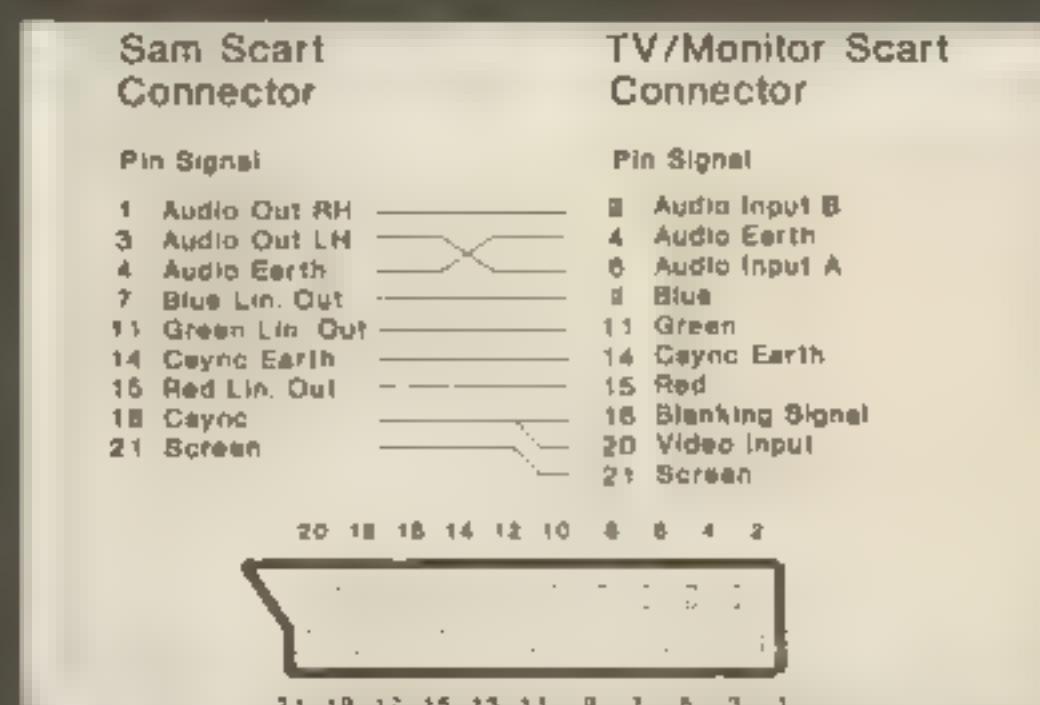 Sam Scart
Connector
Pin Signal
1 Audio Out RH
3 Audio Out LH
4 Audio Earth
7 Blue Lin. Out
11 Green Lin. Out
14 Csync Earth
15 Red Lin. Out
Csync
21 Screen
TV/Monitor Scart
Connector
Pin Signal
Audio Input B
4 Audio Earth
6 Audio Input A
Blue
11 Green
14 Csync Earth
15 Red
16 Blanking Signal
20 Video Input
21 Screen
20 18 16 14 12 10 8 6 4 2